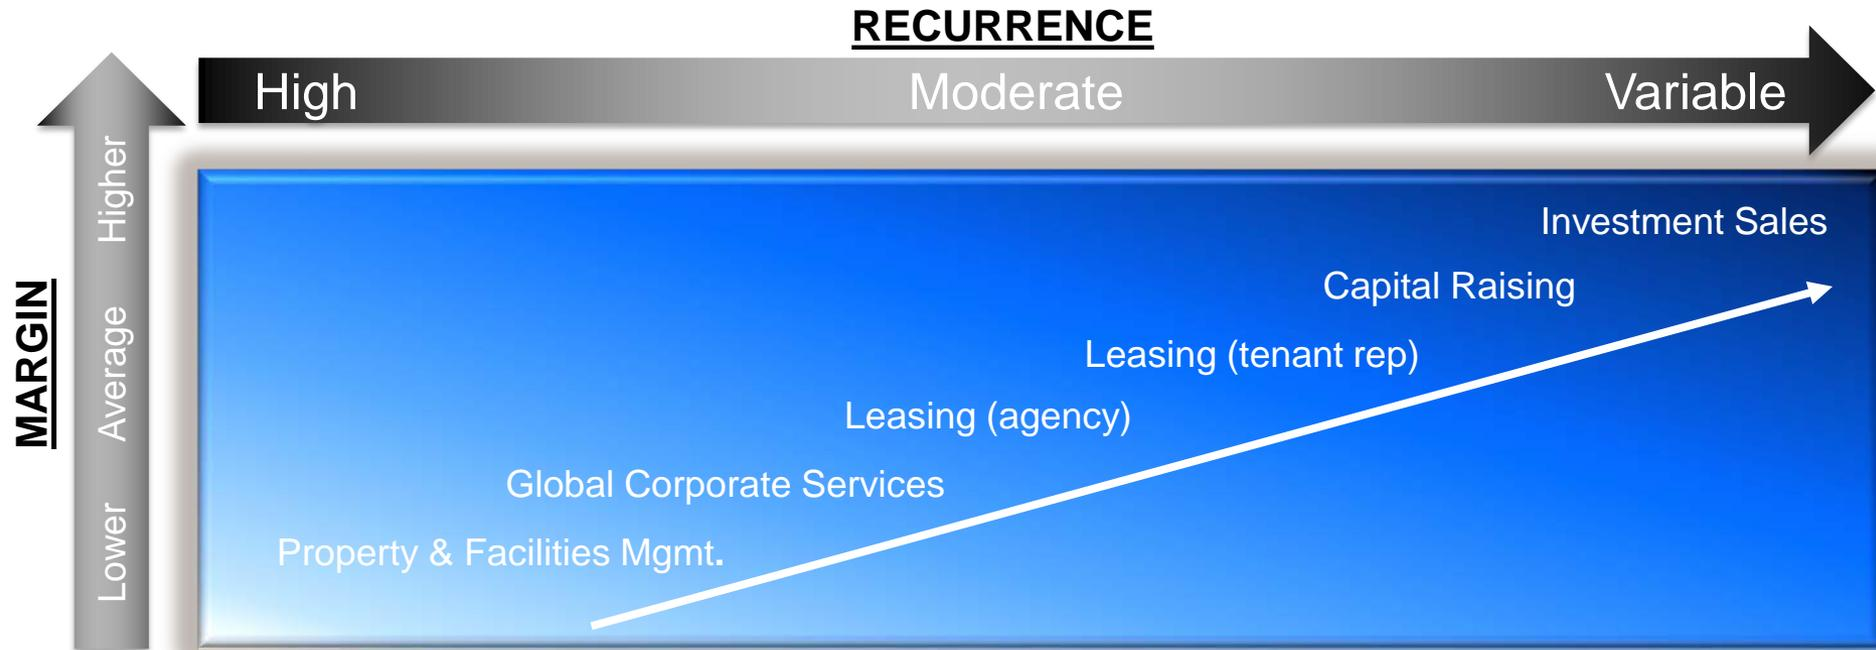 RECURRENCE
High Moderate Variable
MARGIN
Higher
Average
Lower
Investment Sales
Capital Raising
Leasing (tenant rep)
Leasing (agency)
Global Corporate Services
Property & Facilities Mgmt.